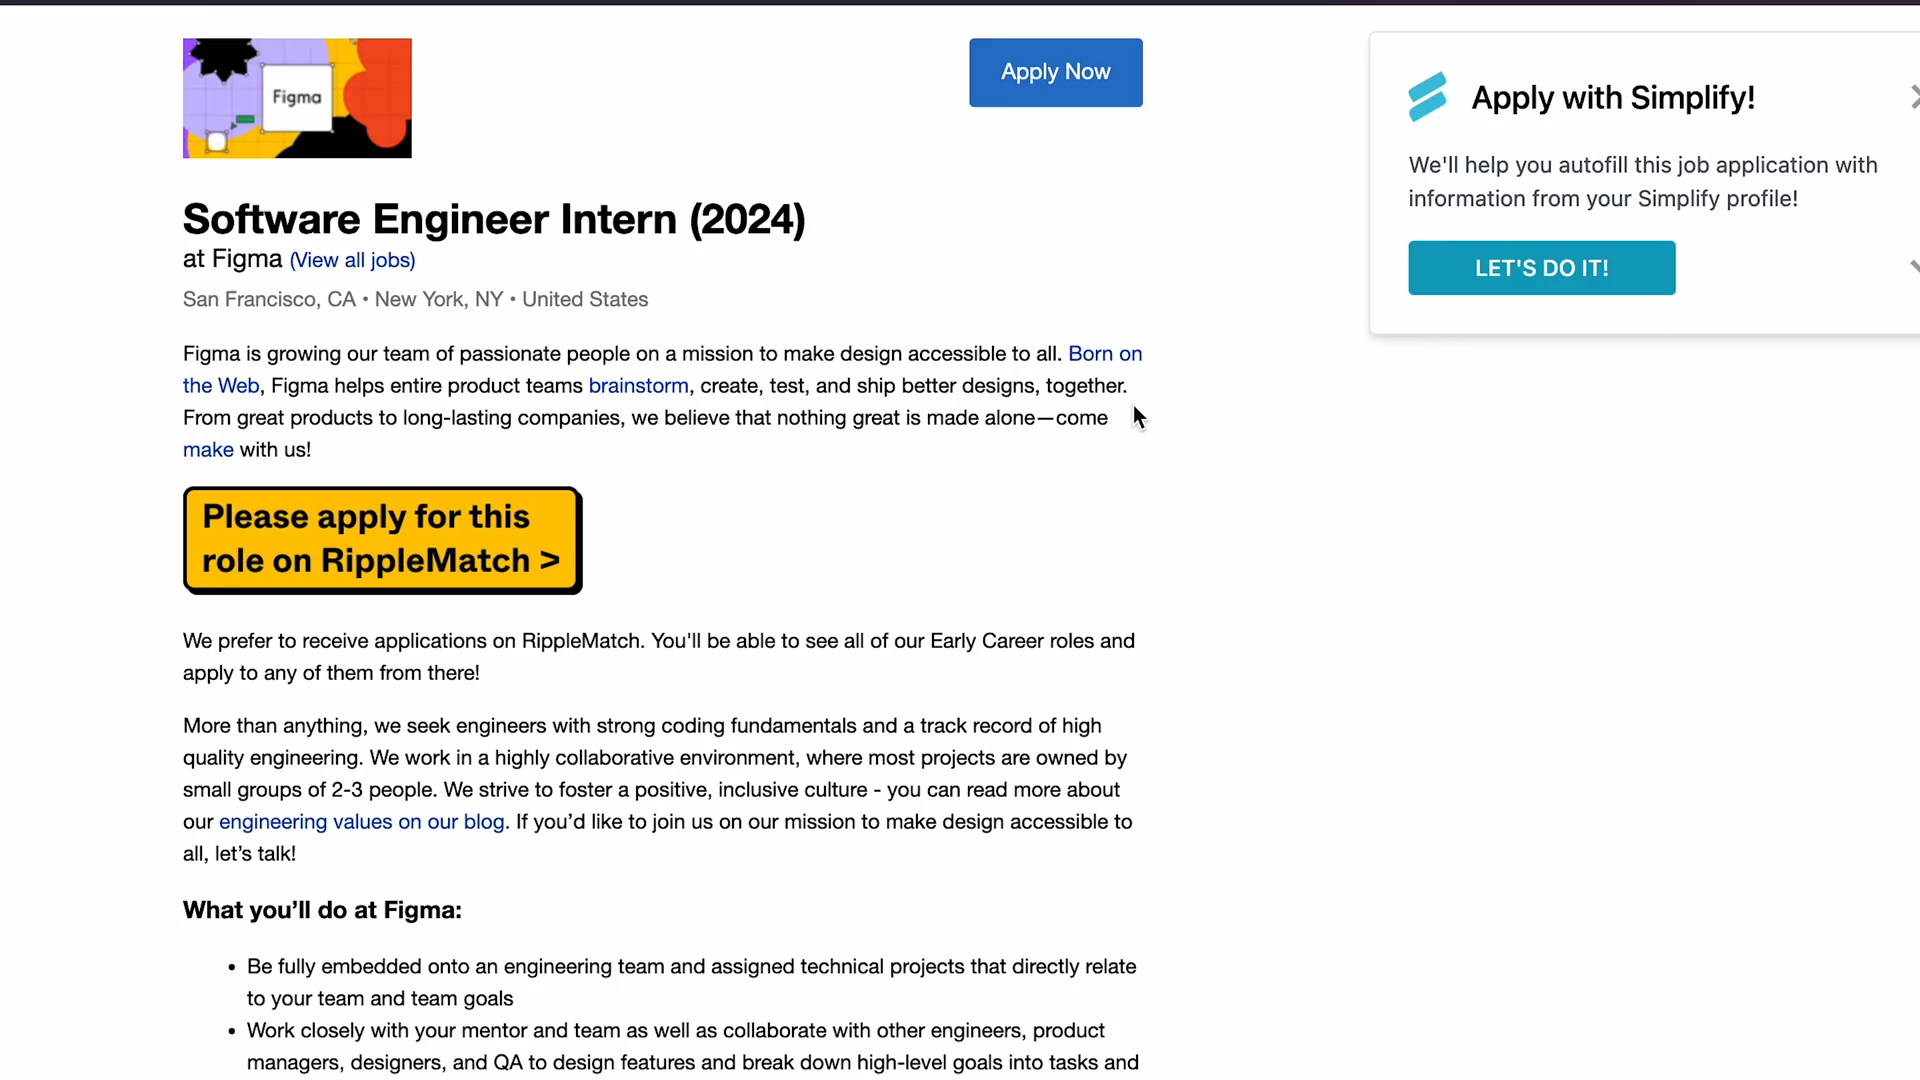 Figma
Apply Now
Software Engineer Intern (2024)
at Figma (View all jobs)
San Francisco, CA • New York, NY • United States
Figma is growing our team of passionate people on a mission to make design accessible to all. Born on
the Web, Figma helps entire product teams brainstorm, create, test, and ship better designs, together.
From great products to long-lasting companies, we believe that nothing great is made alone—come
make with us!
Please apply for this
role on RippleMatch >
We prefer to receive applications on RippleMatch. You'll be able to see all of our Early Career roles and
apply to any of them from there!
More than anything, we seek engineers with strong coding fundamentals and a track record of high
quality engineering. We work in a highly collaborative environment, where most projects are owned by
small groups of 2-3 people. We strive to foster a positive, inclusive culture - you can read more about
our engineering values on our blog. If you’d like to join us on our mission to make design accessible to
all, let’s talk!
What you’ll do at Figma:
• Be fully embedded onto an engineering team and assigned technical projects that directly relate
to your team and team goals
• Work closely with your mentor and team as well as collaborate with other engineers, product
managers, designers, and QA to design features and break down high-level goals into tasks and
Apply with Simplify!
We'll help you autofill this job application with
information from your Simplify profile!
LET'S DO IT!